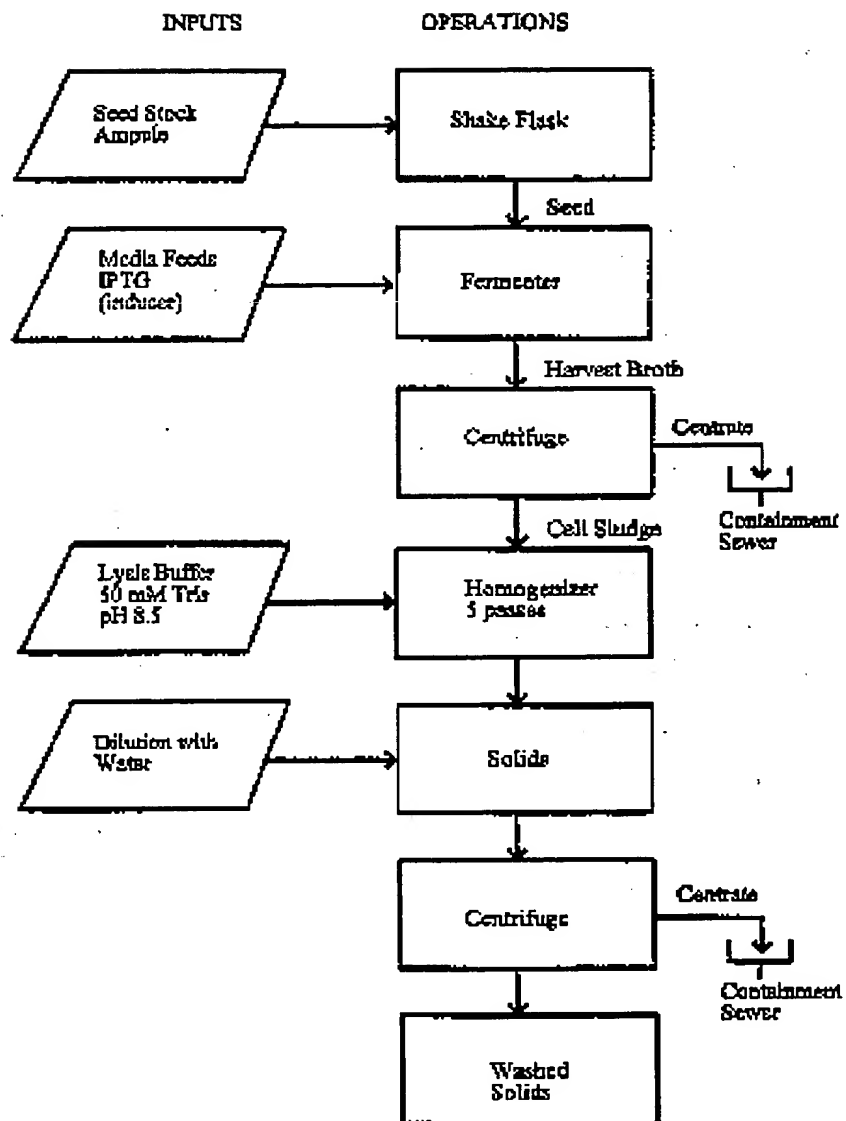 INPUTS OPERATIONS
Seed Stock
Ampule
Shake Flask
Seed
Media Feeds
IPTG
(inducer)
Fermenter
Harvest Broth
Centrifuge
Centrate
Containment
Sewer
Cell Sludge
Lysis Buffer
50 mM Tris
pH 8.5
Homogenizer
5 passes
Dilution with
Water
Solids
Centrifuge
Centrate
Containment
Sewer
Washed
Solids